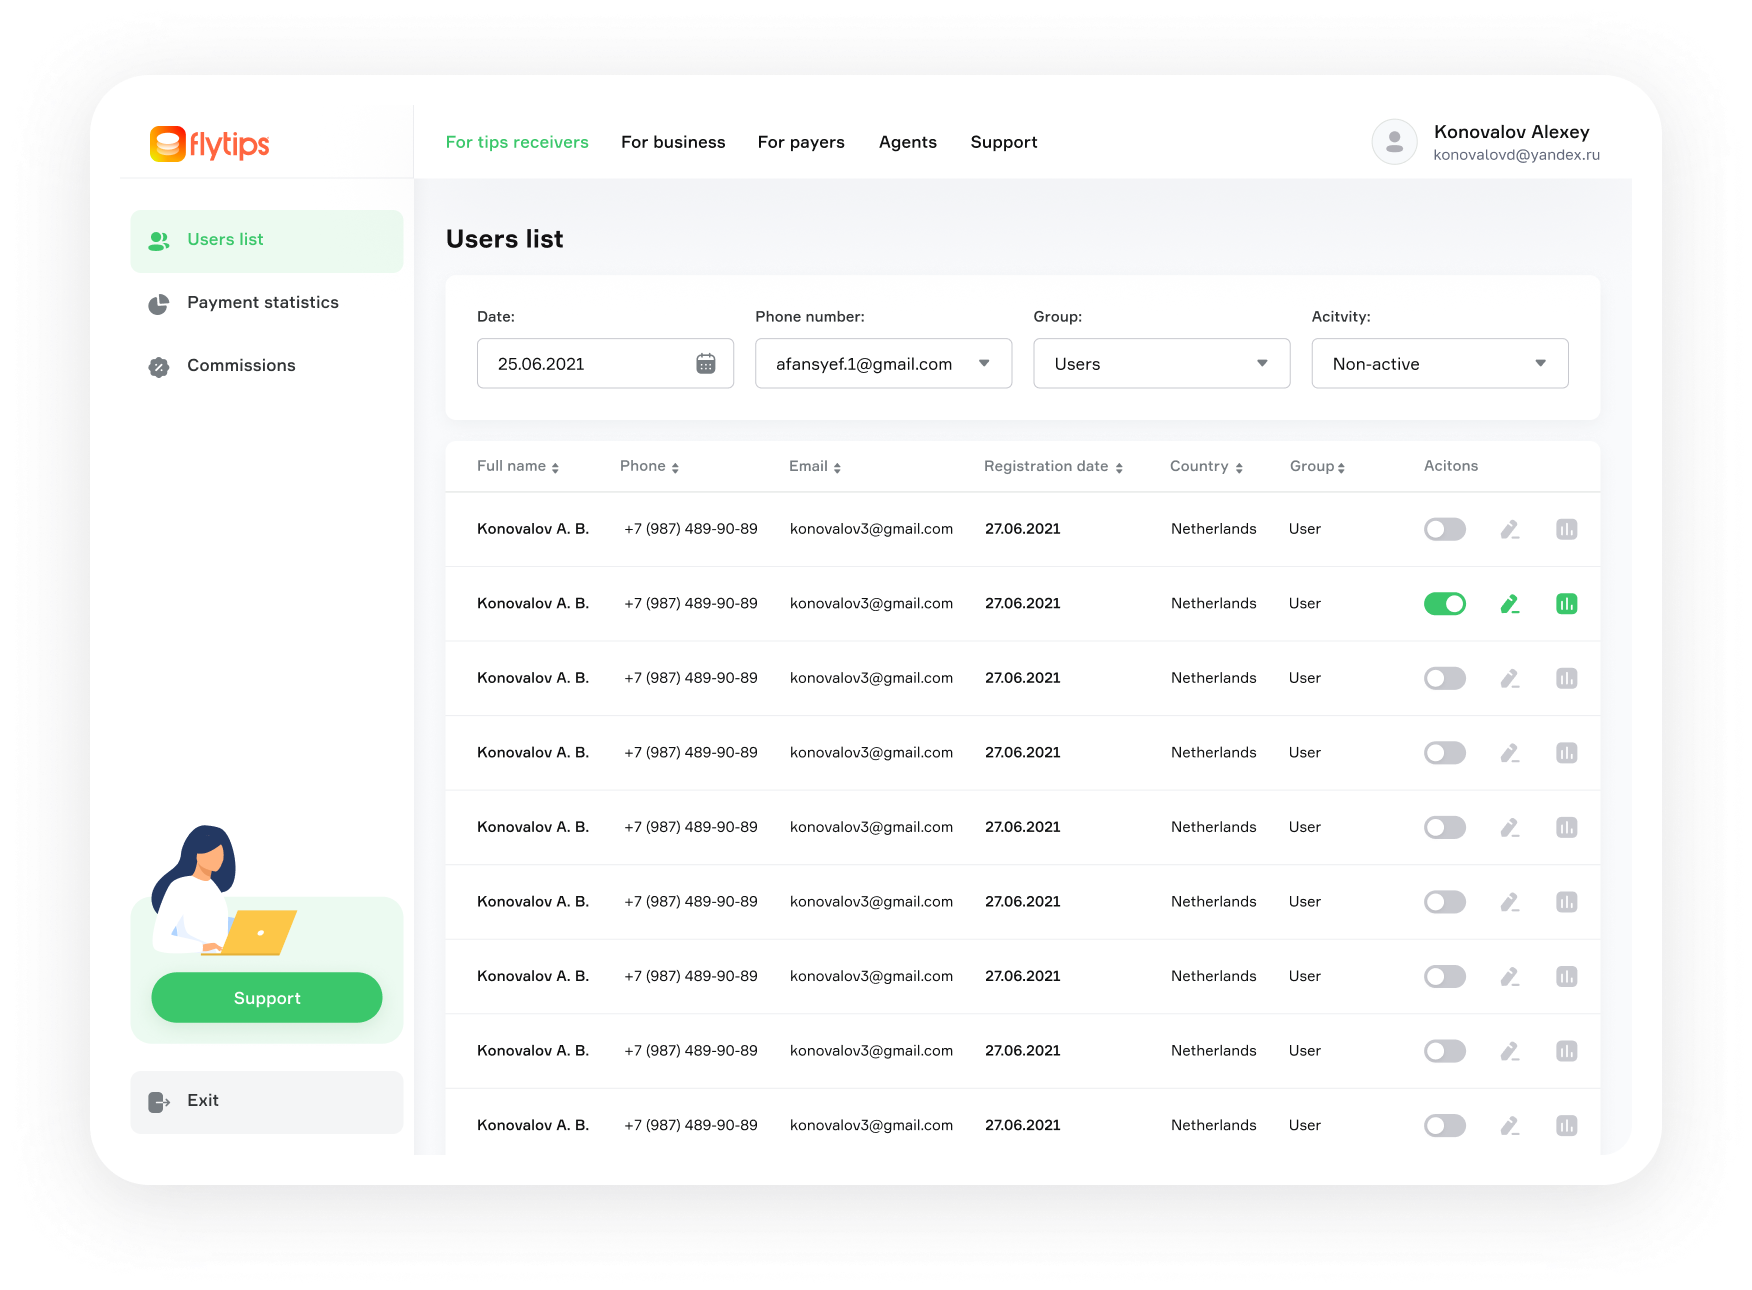 flytips
For tips receivers For business For payers Agents Support
Konovalov Alexey
konovalovd@yandex.ru
Users list
Payment statistics
Commissions
Support
Exit
Users list
Date: Phone number: Group: Acitvity:
25.06.2021 afansyef.1@gmail.com Users Non-active
Full name Phone Email Registration date Country Group Acitons
Konovalov A. B. +7 (987) 489-90-89 konovalov3@gmail.com 27.06.2021 Netherlands User
Konovalov A. B. +7 (987) 489-90-89 konovalov3@gmail.com 27.06.2021 Netherlands User
Konovalov A. B. +7 (987) 489-90-89 konovalov3@gmail.com 27.06.2021 Netherlands User
Konovalov A. B. +7 (987) 489-90-89 konovalov3@gmail.com 27.06.2021 Netherlands User
Konovalov A. B. +7 (987) 489-90-89 konovalov3@gmail.com 27.06.2021 Netherlands User
Konovalov A. B. +7 (987) 489-90-89 konovalov3@gmail.com 27.06.2021 Netherlands User
Konovalov A. B. +7 (987) 489-90-89 konovalov3@gmail.com 27.06.2021 Netherlands User
Konovalov A. B. +7 (987) 489-90-89 konovalov3@gmail.com 27.06.2021 Netherlands User
Konovalov A. B. +7 (987) 489-90-89 konovalov3@gmail.com 27.06.2021 Netherlands User